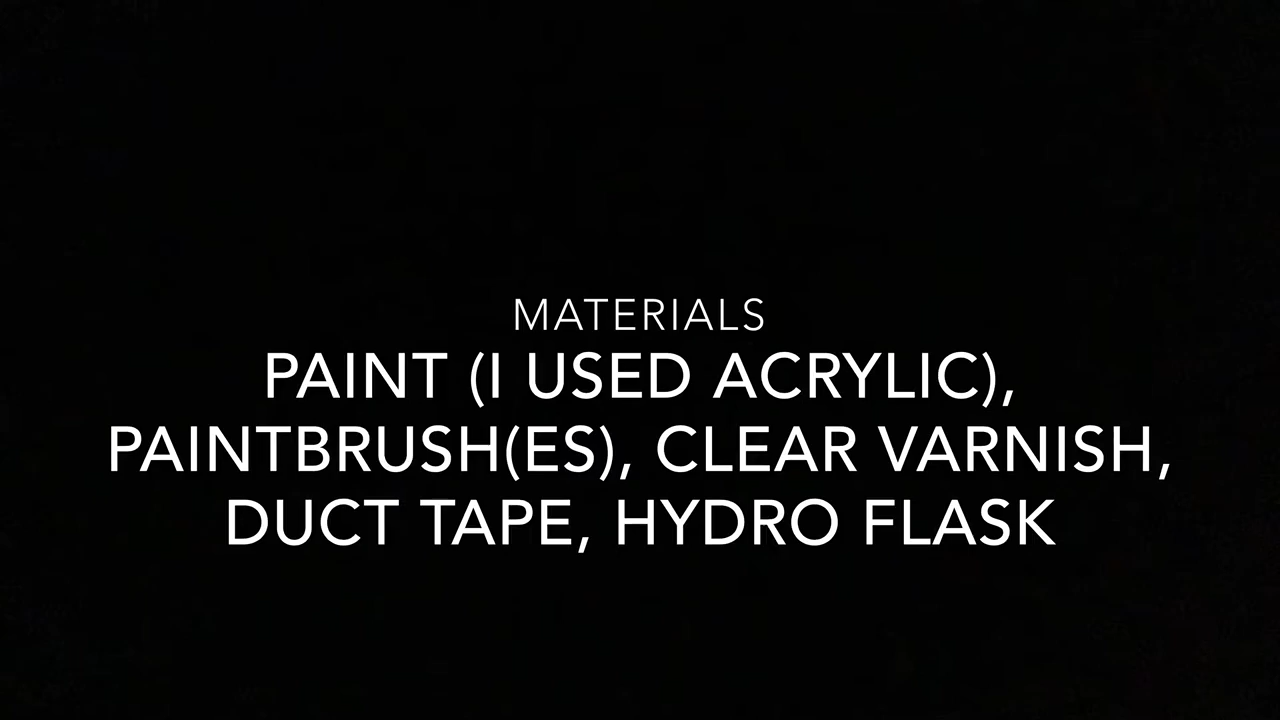 MATERIALS
PAINT (I USED ACRYLIC),
PAINTBRUSH(ES), CLEAR VARNISH,
DUCT TAPE, HYDRO FLASK